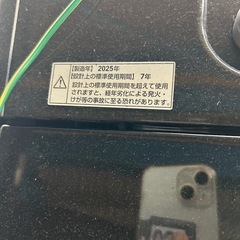 【製造年】2025年
【設計上の標準使用期間】7年
設計上の標準使用期間を超えて使用
されますと、経年劣化による発火・
けが等の事故に至る恐れがあります。